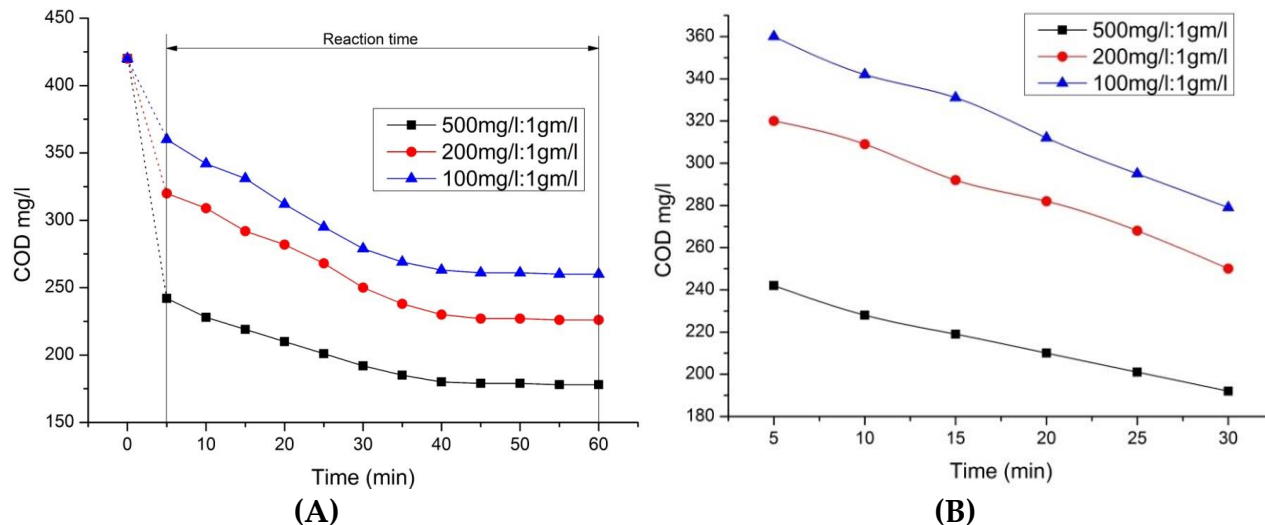 450
400
350
300
250
200
150
COD mg/l
Reaction time
500mg/l:1gm/l
200mg/l:1gm/l
100mg/l:1gm/l
0 10 20 30 40 50 60
Time (min)
(A)
360
340
320
300
280
260
240
220
200
180
COD mg/l
500mg/l:1gm/l
200mg/l:1gm/l
100mg/l:1gm/l
5 10 15 20 25 30
Time (min)
(B)